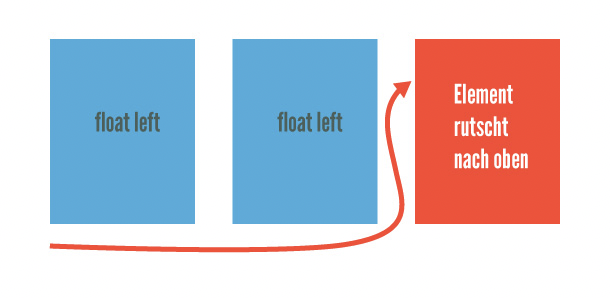 float left
float left
Element
rutscht
nach oben